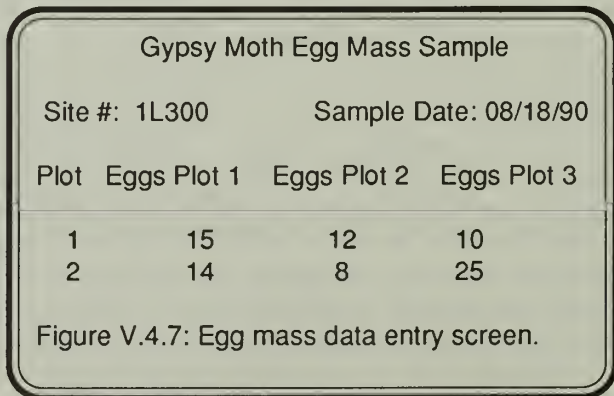 Gypsy Moth Egg Mass Sample
Site #: 1L300 Sample Date: 08/18/90
Plot Eggs Plot 1 Eggs Plot 2 Eggs Plot 3
1 15 12 10
2 14 8 25
Figure V.4.7: Egg mass data entry screen.